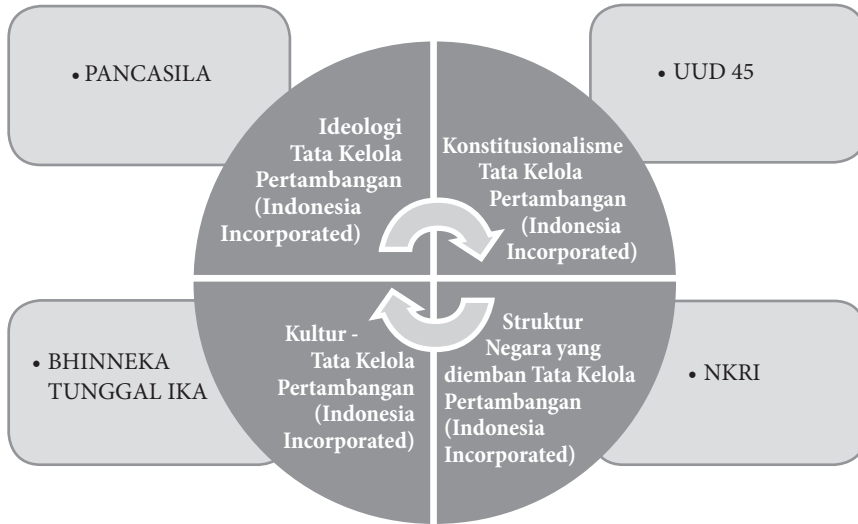 • PANCASILA
• UUD 45
Ideologi
Tata Kelola
Pertambangan
(Indonesia
Incorporated)
Konstitusionalisme
Tata Kelola
Pertambangan
(Indonesia
Incorporated)
Kultur -
Tata Kelola
Pertambangan
(Indonesia
Incorporated)
Struktur
Negara yang
diemban Tata Kelola
Pertambangan
(Indonesia
Incorporated)
• BHINNEKA
TUNGGAL IKA
• NKRI